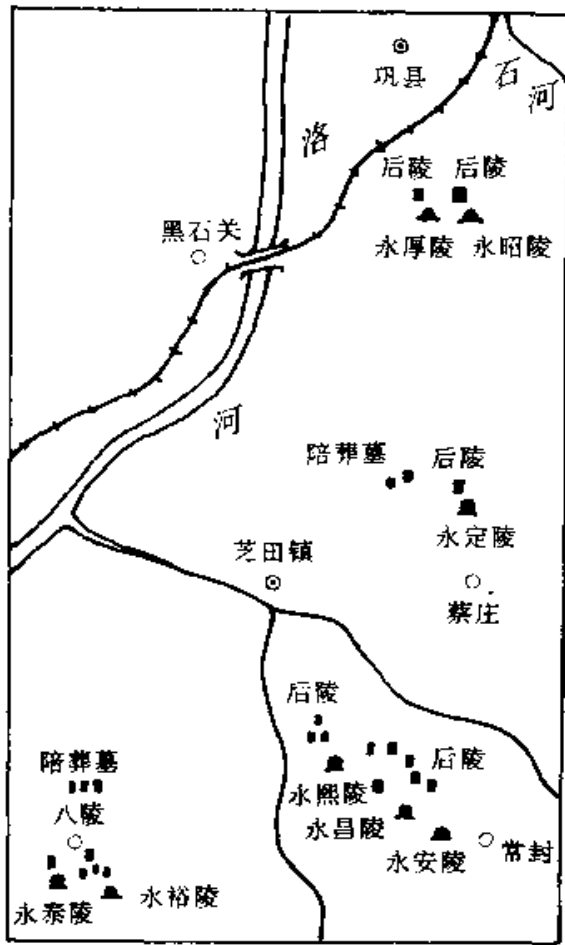 巩县
石河
洛河
后陵 后陵
永厚陵 永昭陵
黑石关
陪葬墓 后陵
永定陵
芝田镇
蔡庄
后陵
后陵
永熙陵
永昌陵
永安陵
常封
陪葬墓
八陵
永泰陵
永裕陵